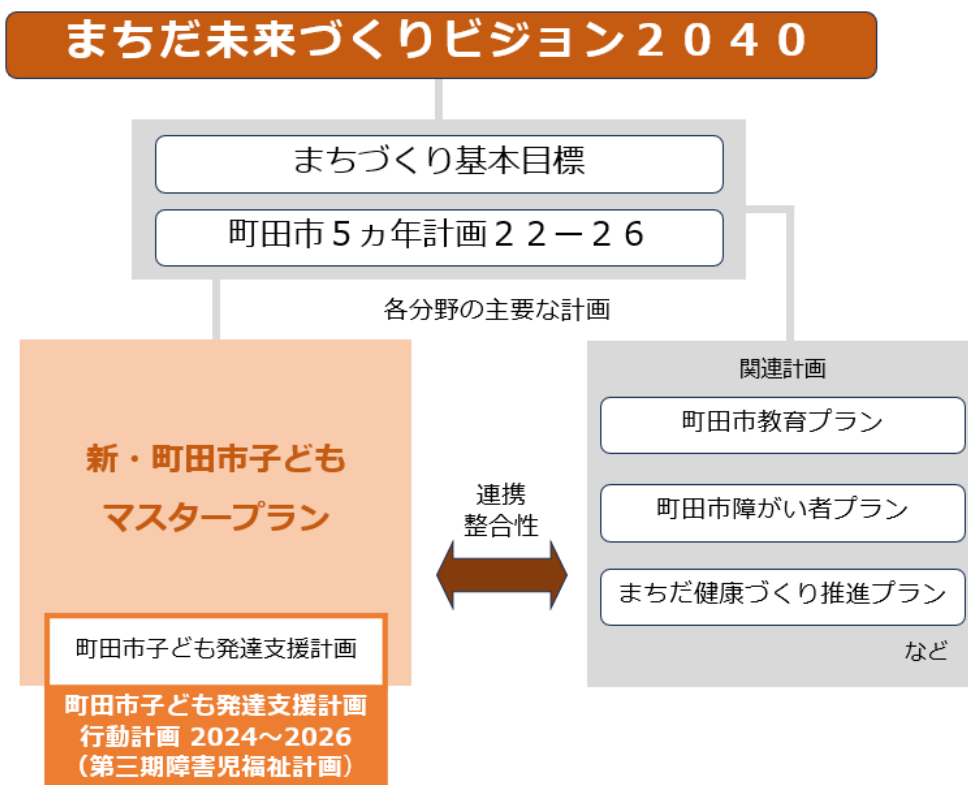 まちだ未来づくりビジョン２０４０
まちづくり基本目標
町田市５ヵ年計画２２ー２６
各分野の主要な計画
新・町田市子ども
マスタープラン
町田市子ども発達支援計画
町田市子ども発達支援計画
行動計画 2024～2026
（第三期障害児福祉計画）
連携
整合性
関連計画
町田市教育プラン
町田市障がい者プラン
まちだ健康づくり推進プラン
など